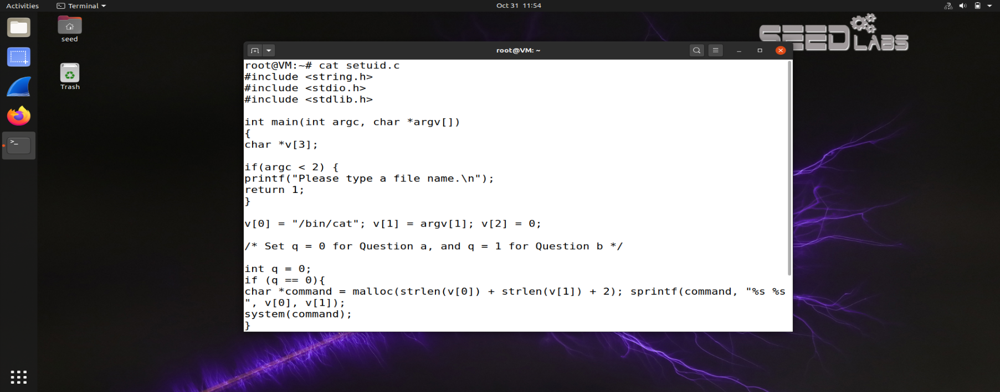 Activities
Terminal
Oct 31 11:54
seed
Trash
SEED LABS
root@VM: ~
root@VM:~# cat setuid.c
#include <string.h>
#include <stdio.h>
#include <stdlib.h>
int main(int argc, char *argv[])
{
char *v[3];
if(argc < 2) {
printf("Please type a file name.\n");
return 1;
}
v[0] = "/bin/cat"; v[1] = argv[1]; v[2] = 0;
/* Set q = 0 for Question a, and q = 1 for Question b */
int q = 0;
if (q == 0){
char *command = malloc(strlen(v[0]) + strlen(v[1]) + 2); sprintf(command, "%s %s
", v[0], v[1]);
system(command);
}